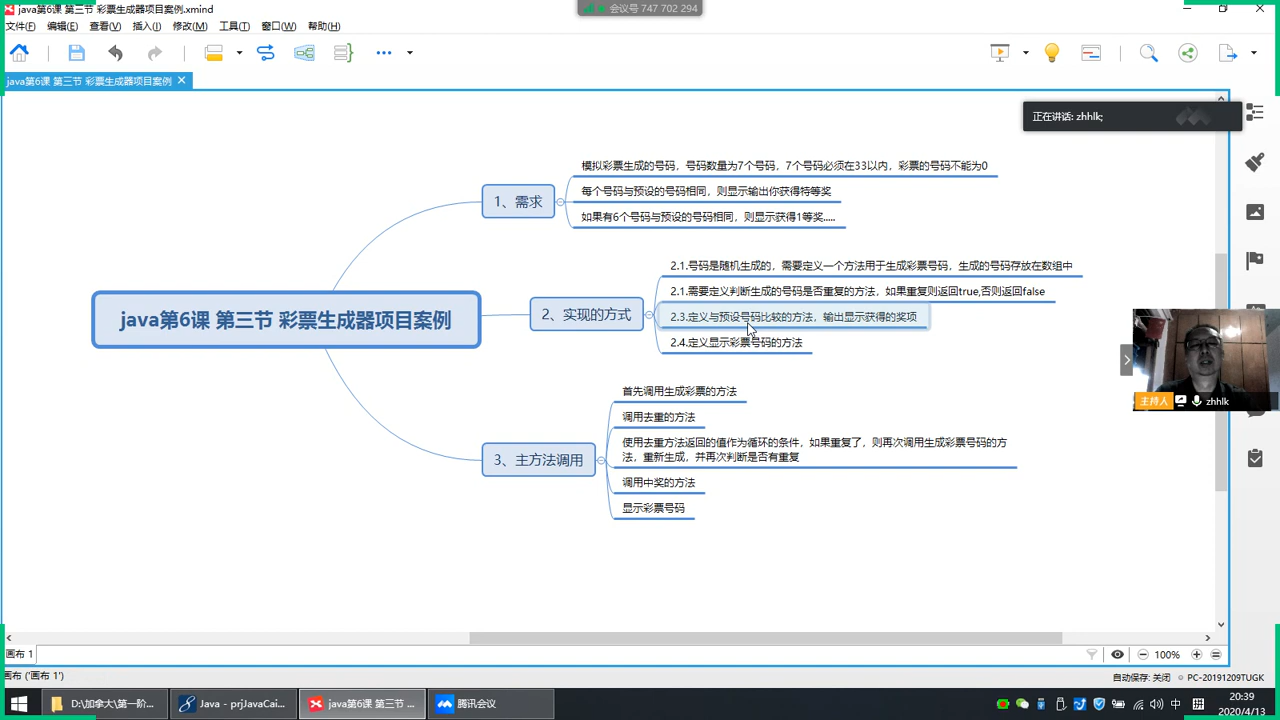 java第6课 第三节 彩票生成器项目案例.xmind
会议号 747 702 294
文件(F) 编辑(E) 查看(V) 插入(I) 修改(M) 工具(T) 窗口(W) 帮助(H)
java第6课 第三节 彩票生成器项目案例
正在讲话: zhhlk;
模拟彩票生成的号码，号码数量为7个号码，7个号码必须在33以内，彩票的号码不能为0
1、需求
每个号码与预设的号码相同，则显示输出你获得特等奖
如果有6个号码与预设的号码相同，则显示获得1等奖.....
2.1.号码是随机生成的，需要定义一个方法用于生成彩票号码，生成的号码存放在数组中
2.1.需要定义判断生成的号码是否重复的方法，如果重复则返回true,否则返回false
java第6课 第三节 彩票生成器项目案例
2、实现的方式
2.3.定义与预设号码比较的方法，输出显示获得的奖项
2.4.定义显示彩票号码的方法
首先调用生成彩票的方法
主持人 zhhlk
调用去重的方法
使用去重方法返回的值作为循环的条件，如果重复了，则再次调用生成彩票号码的方
法，重新生成，并再次判断是否有重复
3、主方法调用
调用中奖的方法
显示彩票号码
画布 1
100%
画布 ('画布 1')
自动保存: 关闭 PC-20191209TUGK
D:\加拿大\第一阶...
Java - prjJavaCai...
java第6课 第三节 ...
腾讯会议
中
拼
20:39
2020/4/13